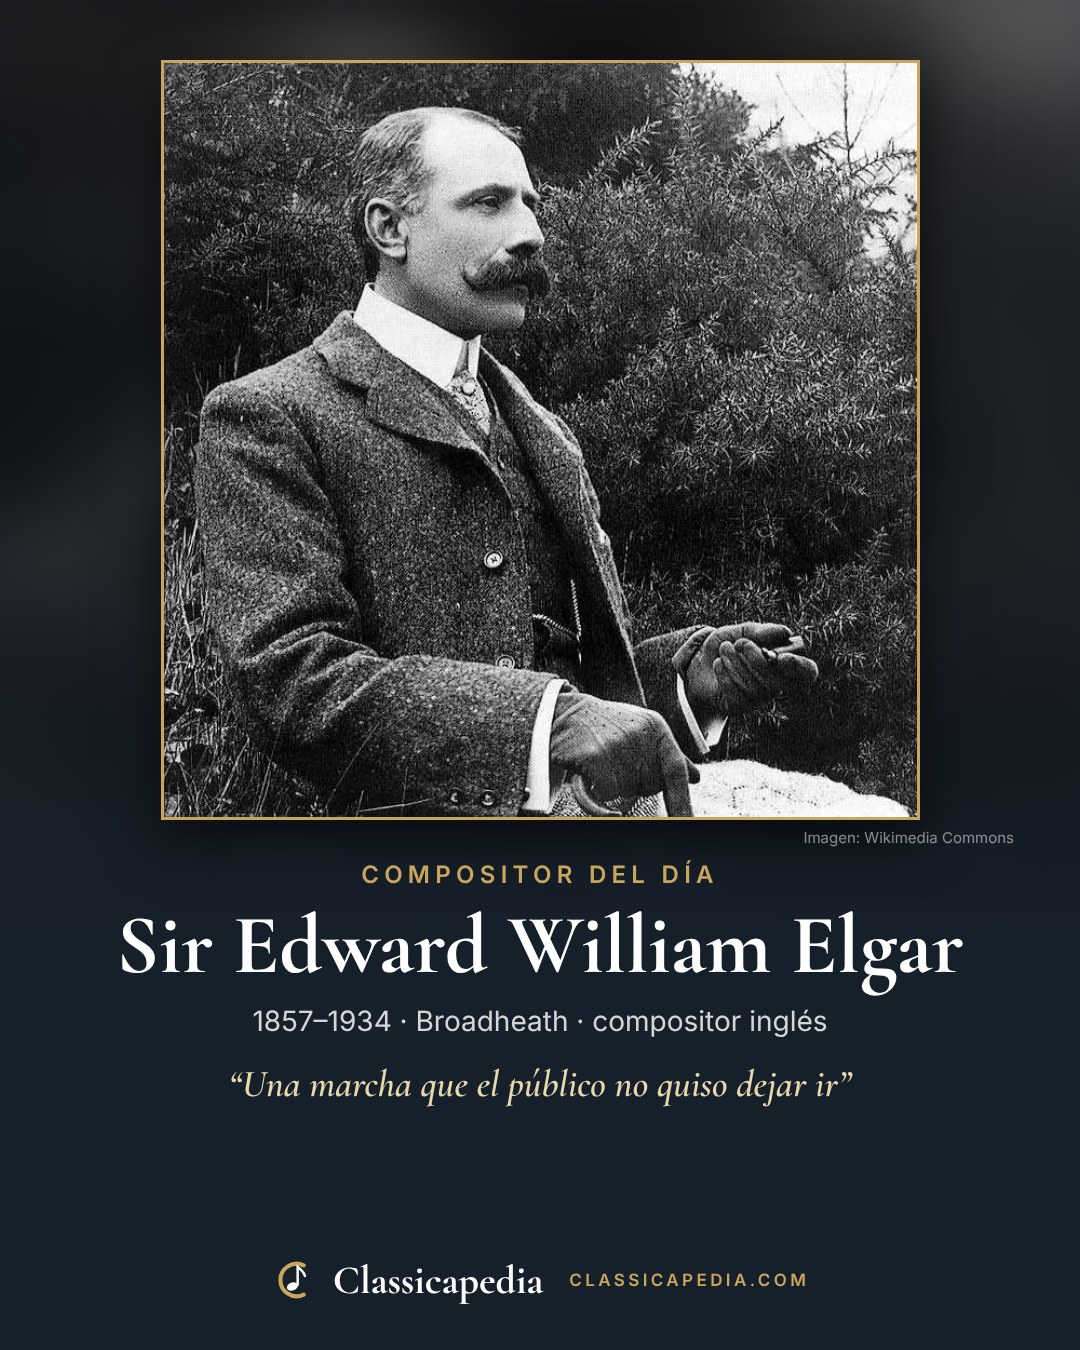 Imagen: Wikimedia Commons
COMPOSITOR DEL DÍA
Sir Edward William Elgar
1857–1934 · Broadheath · compositor inglés
“Una marcha que el público no quiso dejar ir”
Classicapedia CLASSICAPEDIA.COM